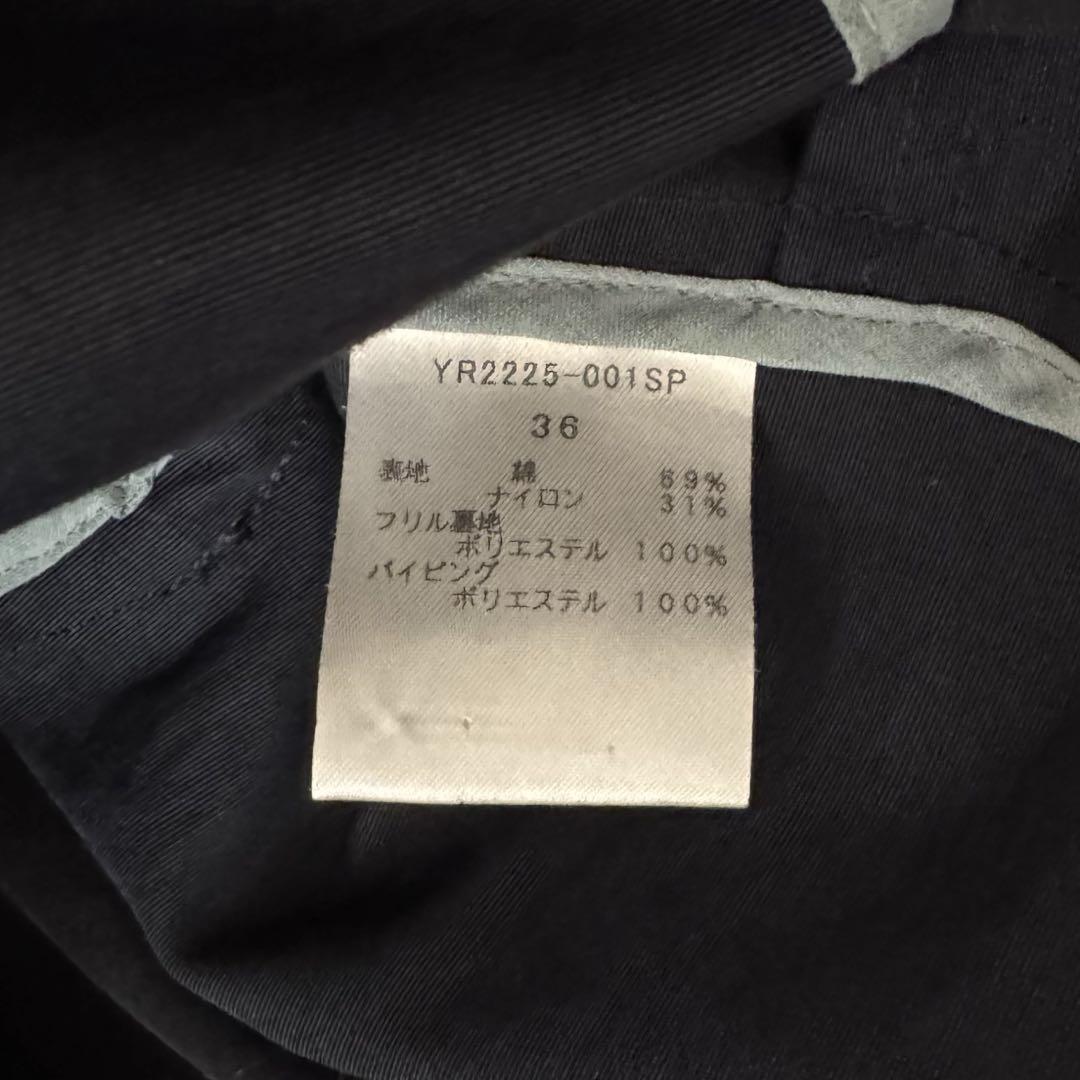 YR2225-001SP
36
表地 綿 69%
ナイロン 31%
フリル裏地
ポリエステル 100%
パイピング
ポリエステル 100%